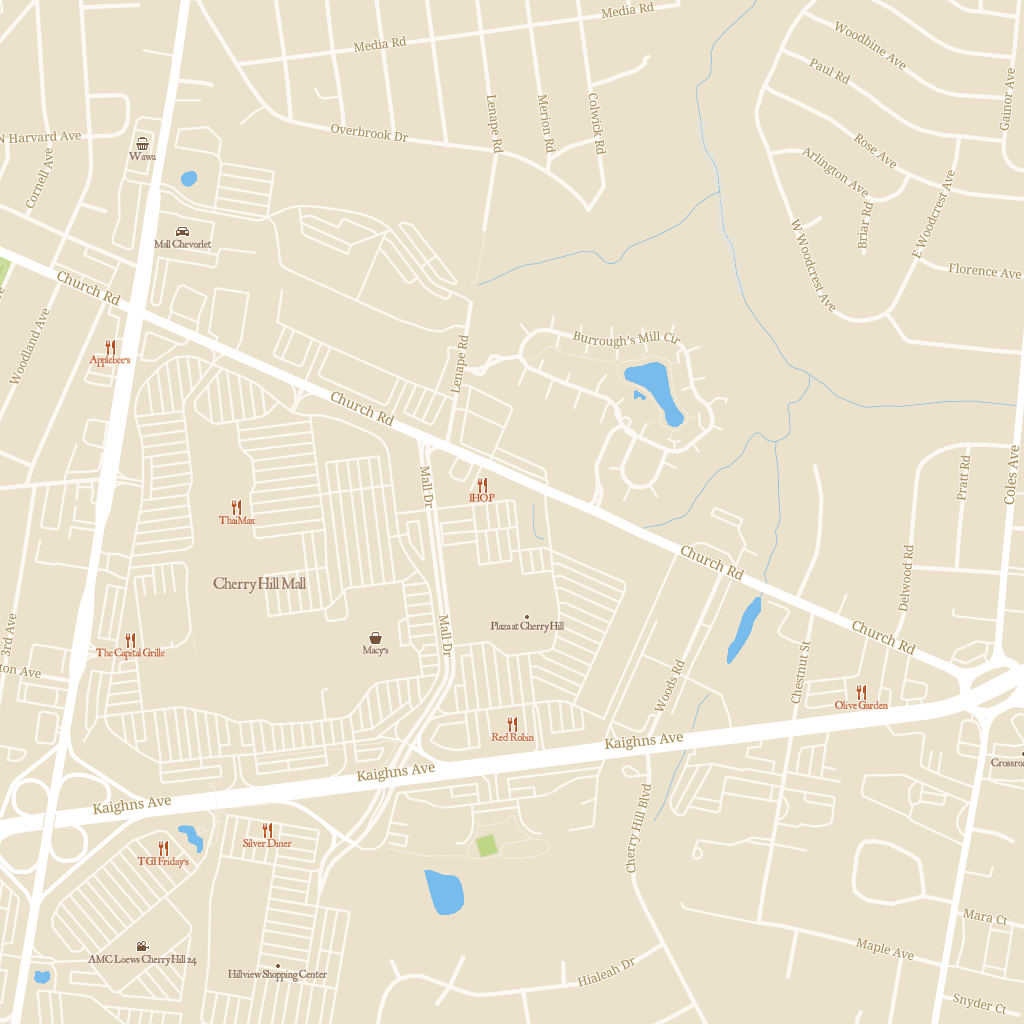 Media Rd
Media Rd
Woodbine Ave
Paul Rd
Gainor Ave
Lenape Rd
Merion Rd
Colwick Rd
Overbrook Dr
N Harvard Ave
Wawa
Cornell Ave
Rose Ave
Arlington Ave
Briar Rd
E Woodcrest Ave
W Woodcrest Ave
Florence Ave
Mall Chevorlet
Church Rd
Woodland Ave
Applebee's
Lenape Rd
Burrough's Mill Cir
Church Rd
Mall Dr
IHOP
ThaiMax
Pratt Rd
Coles Ave
Church Rd
Delwood Rd
Cherry Hill Mall
3rd Ave
The Capital Grille
Macy's
Mall Dr
Plaza at Cherry Hill
Church Rd
Chestnut St
Woods Rd
ton Ave
Olive Garden
Red Robin
Kaighns Ave
Kaighns Ave
Kaighns Ave
Crossroa
Cherry Hill Blvd
Silver Diner
TGI Friday's
AMC Loews Cherry Hill 24
Hillview Shopping Center
Hialeah Dr
Maple Ave
Mara Ct
Snyder Ct